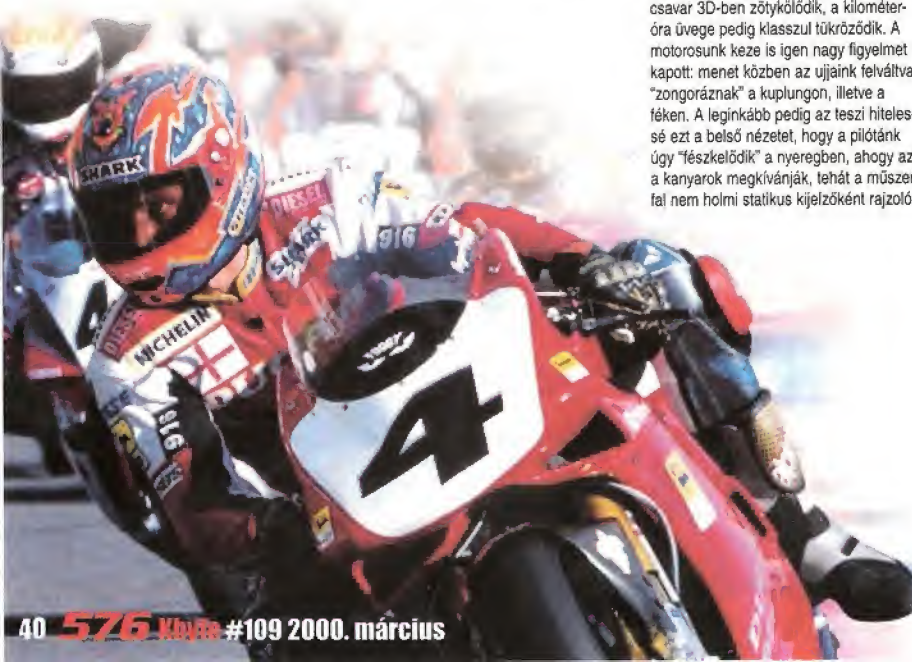 csavar 3D-ben zötykölődik, a kilométer-
óra üvege pedig klasszul tükröződik. A
motorosunk keze is igen nagy figyelmet
kapott: menet közben az ujjaink felváltva
"zongoráznak" a kuplungon, illetve a
féken. A leginkább pedig az teszi hiteles-
sé ezt a belső nézetet, hogy a pilótánk
úgy "fészkelődik" a nyeregben, ahogy az
a kanyarok megkívánják, tehát a műszer
fal nem holmi statikus kijelzőként rajzoló
SHARK
DIESEL
SHARK
916
MICHELIN
916
4
40 576 Kbyte #109 2000. március